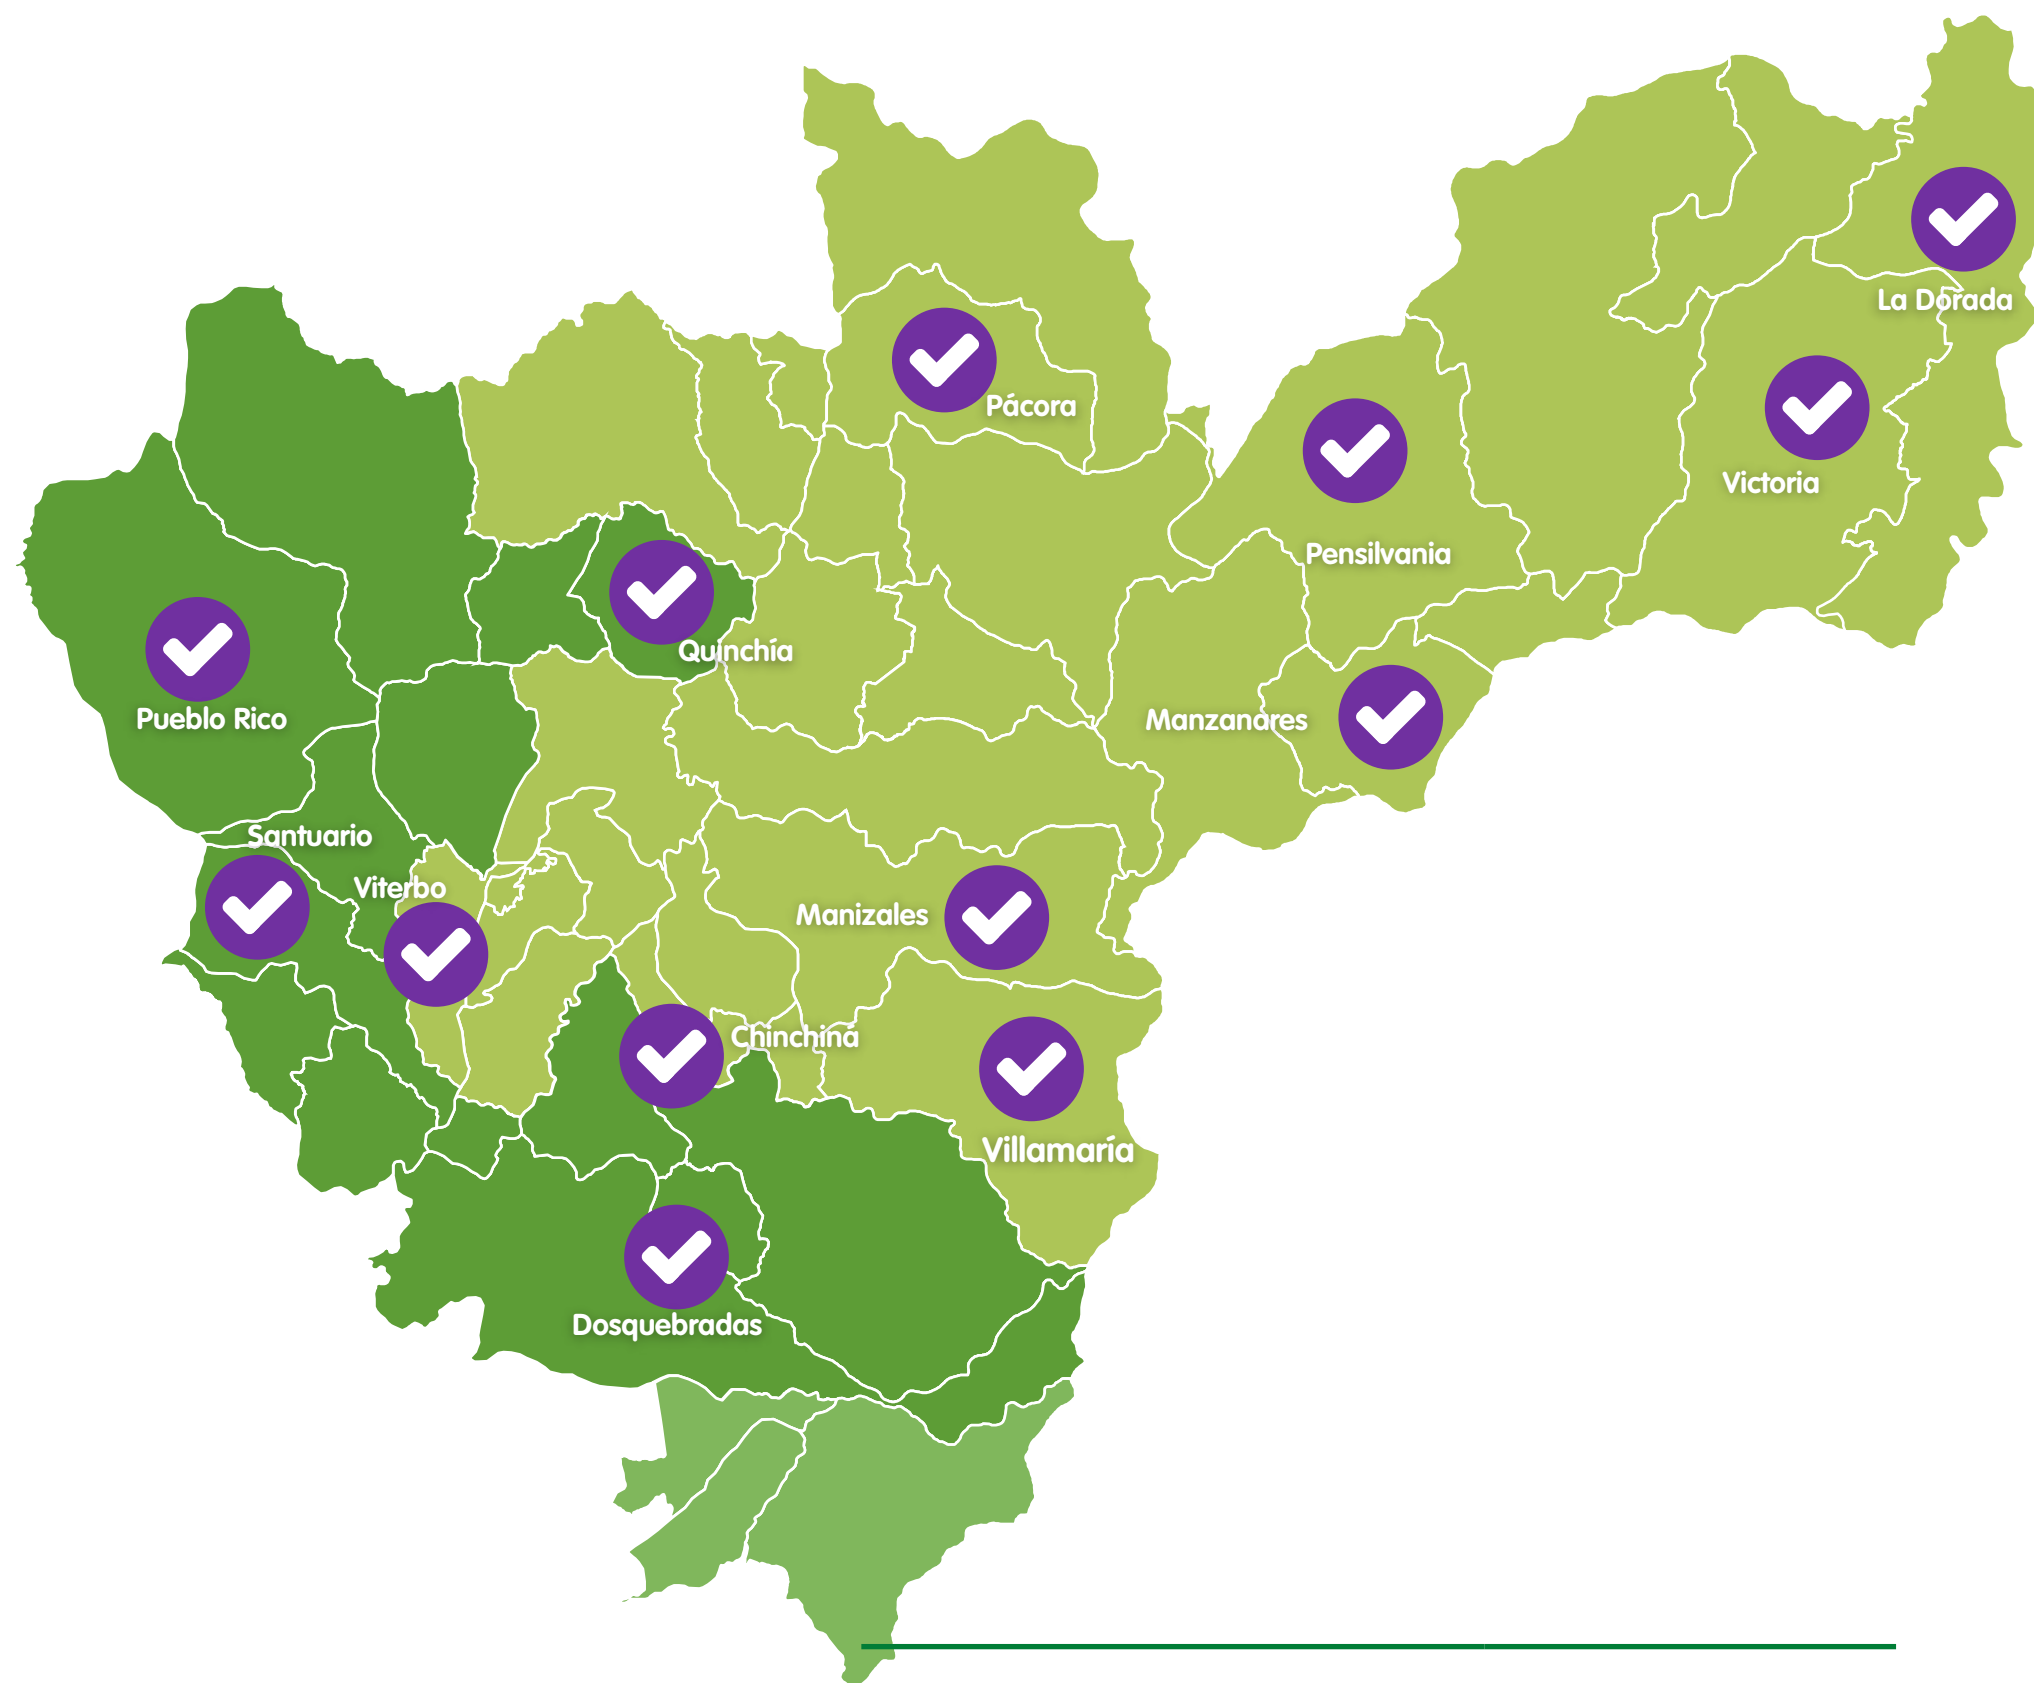 La Dorada
Pácora
Victoria
Pensilvania
Quinchía
Pueblo Rico
Manzanares
Santuario
Viterbo
Manizales
Chinchiná
Villamaría
Dosquebradas